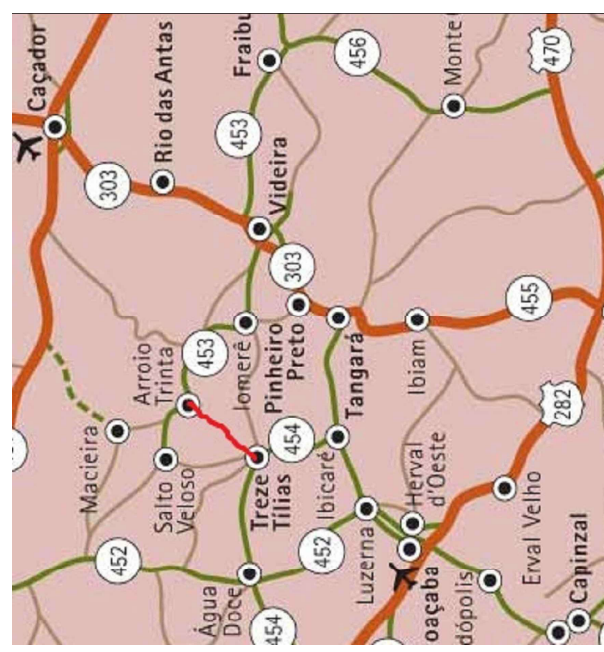 Caçador
Macieira
303
452
Arroio
Trinta
Rio das Antas
Salto
Veloso
453
Água
Doce
453
Iomerê
Fraibu
Treze
Tílias
454
454
Pinheiro
Preto
Videira
303
452
Ibicaré
Tangará
456
Luzerna
Herval
d'Oeste
Ibiam
oaçaba
Monte
dópolis
455
Erval Velho
470
282
Capinzal